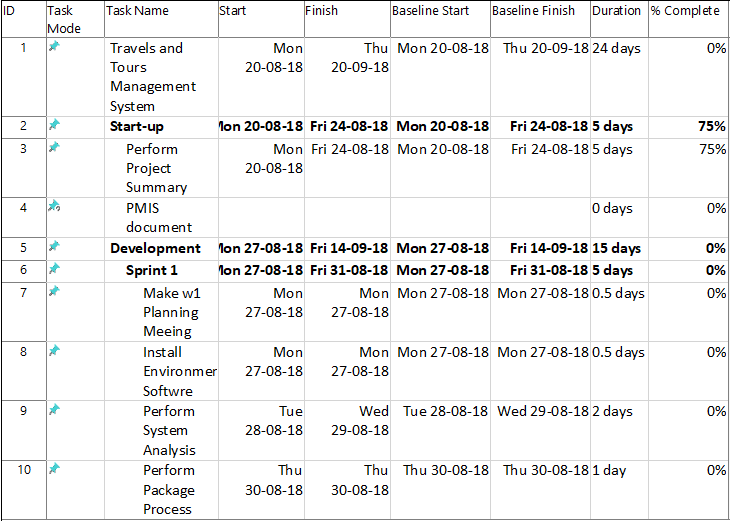 ID Task Mode Task Name Start Finish Baseline Start Baseline Finish Duration % Complete
1 Travels and Tours Management System Mon 20-08-18 Thu 20-09-18 Mon 20-08-18 Thu 20-09-18 24 days 0%
2 Start-up Mon 20-08-18 Fri 24-08-18 Mon 20-08-18 Fri 24-08-18 5 days 75%
3 Perform Project Summary Mon 20-08-18 Fri 24-08-18 Mon 20-08-18 Fri 24-08-18 5 days 75%
4 PMIS document 0 days 0%
5 Development Mon 27-08-18 Fri 14-09-18 Mon 27-08-18 Fri 14-09-18 15 days 0%
6 Sprint 1 Mon 27-08-18 Fri 31-08-18 Mon 27-08-18 Fri 31-08-18 5 days 0%
7 Make w1 Planning Meeing Mon 27-08-18 Mon 27-08-18 Mon 27-08-18 Mon 27-08-18 0.5 days 0%
8 Install Environmer Softwre Mon 27-08-18 Mon 27-08-18 Mon 27-08-18 Mon 27-08-18 0.5 days 0%
9 Perform System Analysis Tue 28-08-18 Wed 29-08-18 Tue 28-08-18 Wed 29-08-18 2 days 0%
10 Perform Package Process Thu 30-08-18 Thu 30-08-18 Thu 30-08-18 Thu 30-08-18 1 day 0%